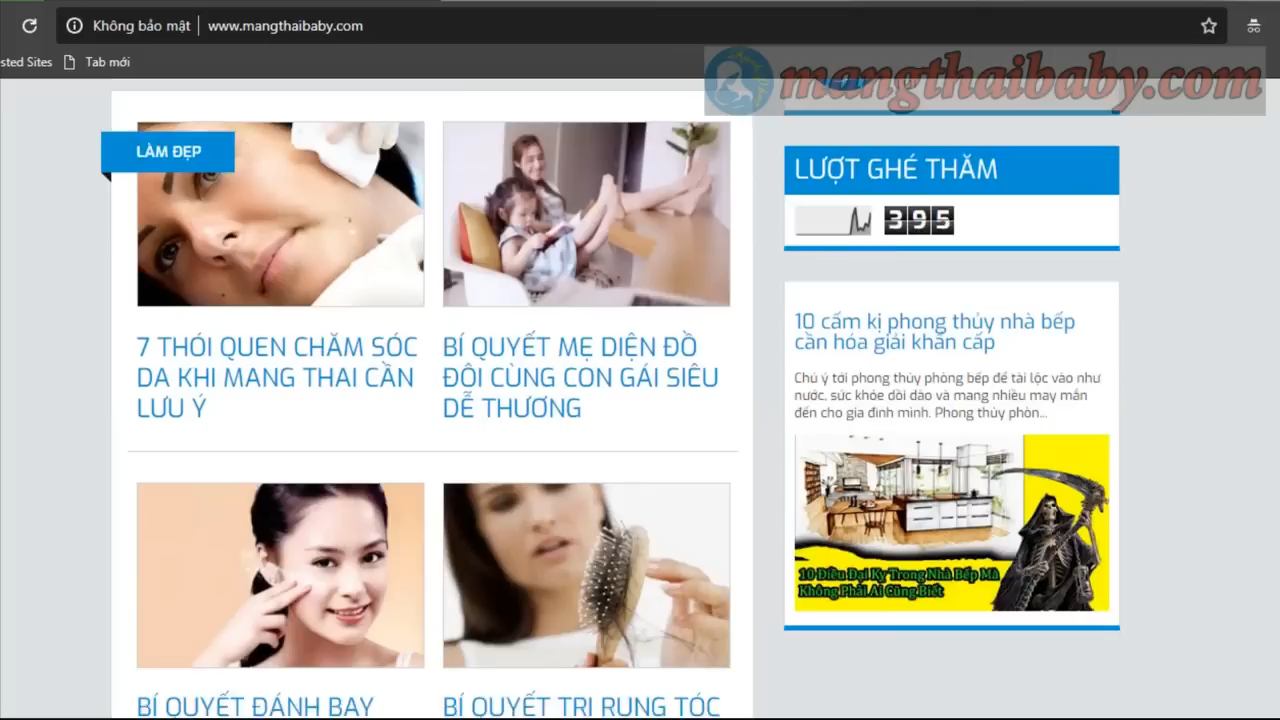 Không bảo mật
www.mangthaibaby.com
sted Sites
Tab mới
mangthaibaby.com
LÀM ĐẸP
7 THÓI QUEN CHĂM SÓC
DA KHI MANG THAI CẦN
LƯU Ý
BÍ QUYẾT MẸ DIỆN ĐỒ
ĐÔI CÙNG CON GÁI SIÊU
DỄ THƯƠNG
BÍ QUYẾT ĐÁNH BAY
BÍ QUYẾT TRỊ RỤNG TÓC
LƯỢT GHÉ THĂM
395
10 cấm kị phong thủy nhà bếp
cần hóa giải khẩn cấp
Chú ý tới phong thủy phòng bếp để tài lộc vào như
nước, sức khỏe dồi dào và mang nhiều may mắn
đến cho gia đình mình. Phong thủy phòn...
10 Điều Đại Kỵ Trong Nhà Bếp Mà
Không Phải Ai Cũng Biết